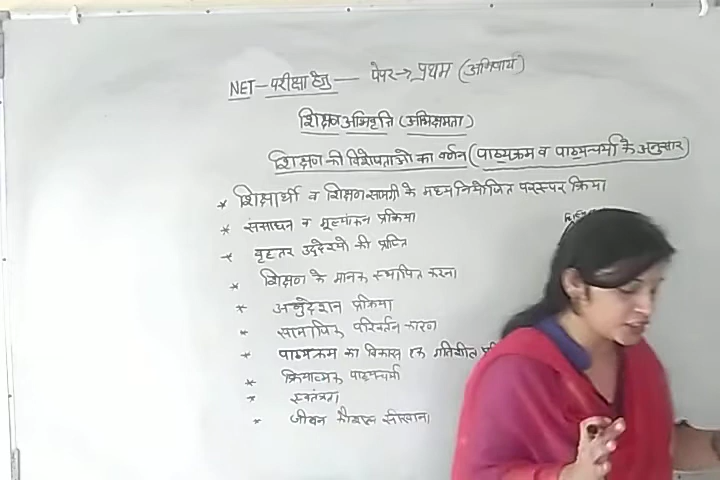 NET - परीक्षा हेतु — पेपर → प्रथम (अनिवार्य)
शिक्षण अभिवृत्ति (अभिक्षमता)
शिक्षण की विशेषताओं का वर्णन (पाठ्यक्रम व पाठ्यचर्या के अनुसार)
* शिक्षार्थी व शिक्षण सामग्री के मध्य नियोजित परस्पर क्रिया
* संसाधन व मूल्यांकन प्रक्रिया
* वृहत्तर उद्देश्यों की प्राप्ति
* शिक्षण के मानक स्थापित करना
* अनुदेशन प्रक्रिया
* सामाजिक परिवर्तन कारण
* पाठ्यक्रम का विकास एक गतिशील
* क्रियात्मक पाठ्यचर्या
* स्वतंत्रता
* जीवन कौशल सीखाना